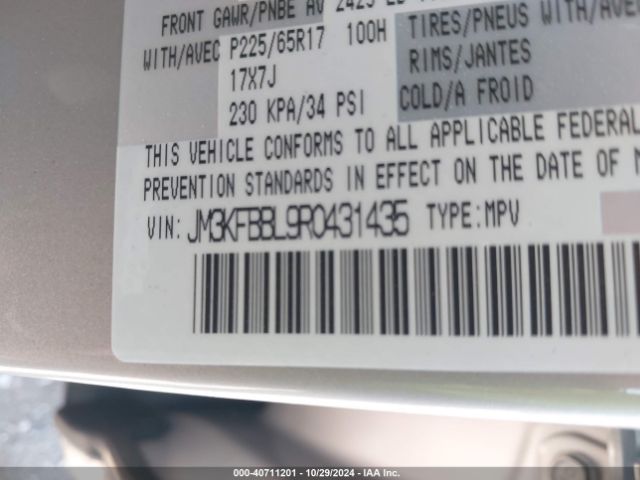 FRONT GAWR/PNBE AV 2425 LB
WITH/AVEC P225/65R17 100H TIRES/PNEUS WITH/AVEC
17X7J RIMS/JANTES
230 KPA/34 PSI COLD/A FROID
THIS VEHICLE CONFORMS TO ALL APPLICABLE FEDERAL
PREVENTION STANDARDS IN EFFECT ON THE DATE OF M
VIN: JM3KFBBL9R0431435 TYPE:MPV
000-40711201 - 10/29/2024 - IAA Inc.